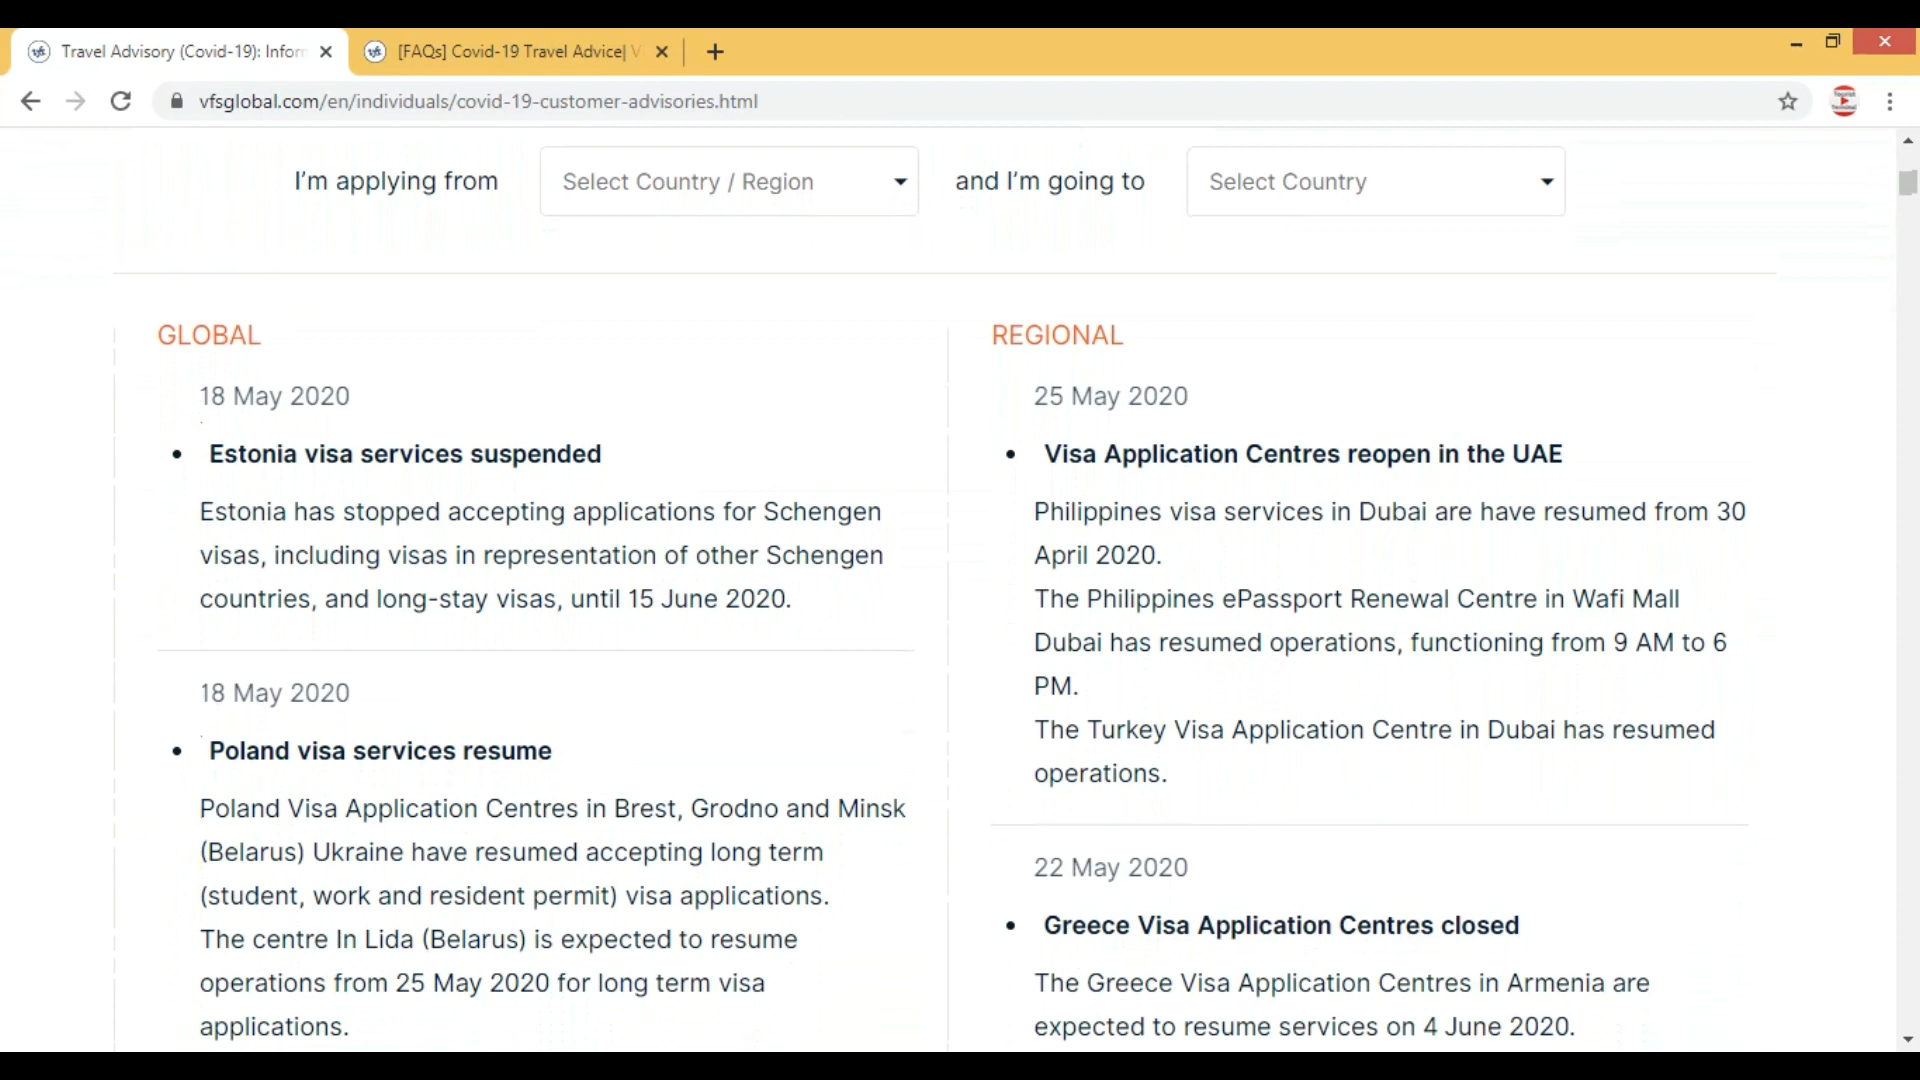 Travel Advisory (Covid-19): Inform
[FAQs] Covid-19 Travel Advice| V
vfsglobal.com/en/individuals/covid-19-customer-advisories.html
I'm applying from
Select Country / Region
and I'm going to
Select Country
GLOBAL
18 May 2020
• Estonia visa services suspended
Estonia has stopped accepting applications for Schengen
visas, including visas in representation of other Schengen
countries, and long-stay visas, until 15 June 2020.
18 May 2020
• Poland visa services resume
Poland Visa Application Centres in Brest, Grodno and Minsk
(Belarus) Ukraine have resumed accepting long term
(student, work and resident permit) visa applications.
The centre In Lida (Belarus) is expected to resume
operations from 25 May 2020 for long term visa
applications.
REGIONAL
25 May 2020
• Visa Application Centres reopen in the UAE
Philippines visa services in Dubai are have resumed from 30
April 2020.
The Philippines ePassport Renewal Centre in Wafi Mall
Dubai has resumed operations, functioning from 9 AM to 6
PM.
The Turkey Visa Application Centre in Dubai has resumed
operations.
22 May 2020
• Greece Visa Application Centres closed
The Greece Visa Application Centres in Armenia are
expected to resume services on 4 June 2020.